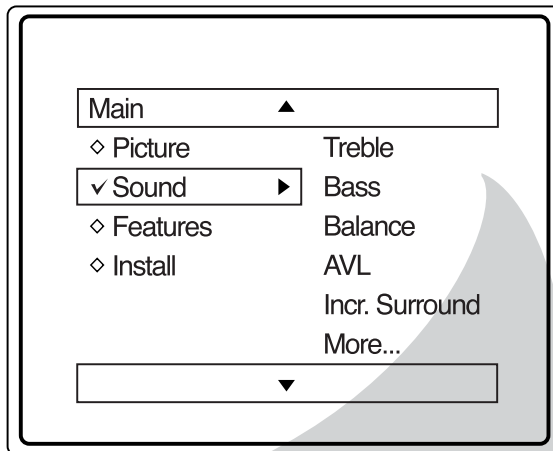 Main
Picture
Sound
Features
Install
Treble
Bass
Balance
AVL
Incr. Surround
More...